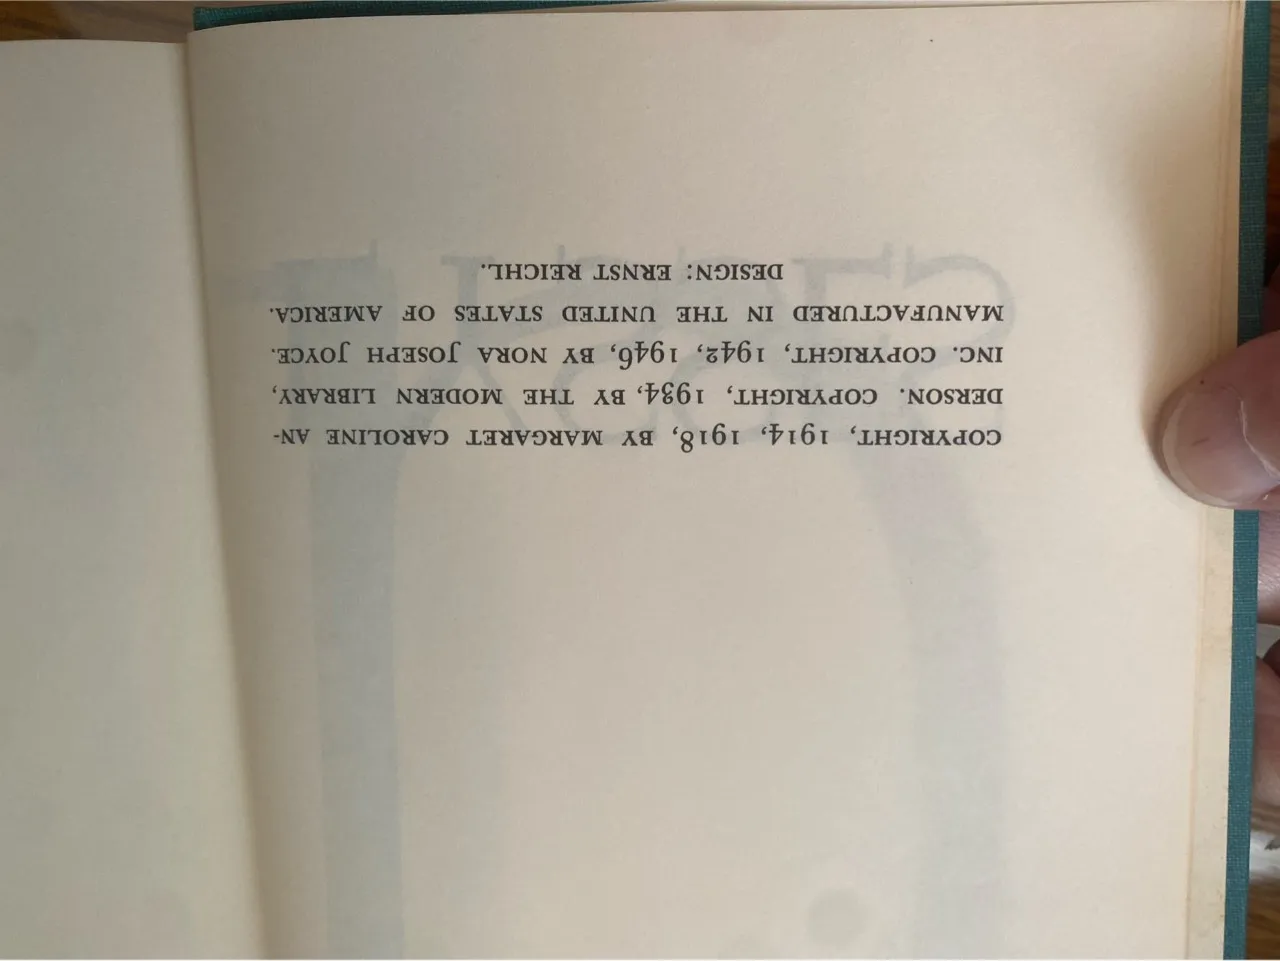 COPYRIGHT, 1914, 1918, BY MARGARET CAROLINE AN-
DERSON. COPYRIGHT, 1934, BY THE MODERN LIBRARY,
INC. COPYRIGHT, 1942, 1946, BY NORA JOSEPH JOYCE.
MANUFACTURED IN THE UNITED STATES OF AMERICA.
DESIGN: ERNST REICHL.